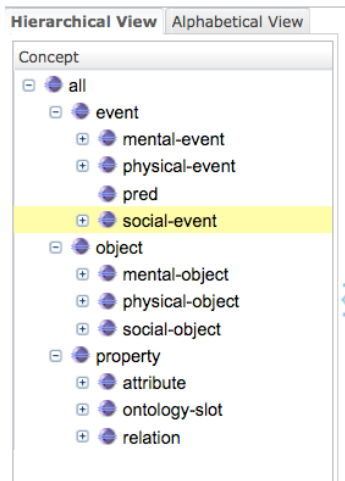 Hierarchical View Alphabetical View
Concept
all
event
mental-event
physical-event
pred
social-event
object
mental-object
physical-object
social-object
property
attribute
ontology-slot
relation